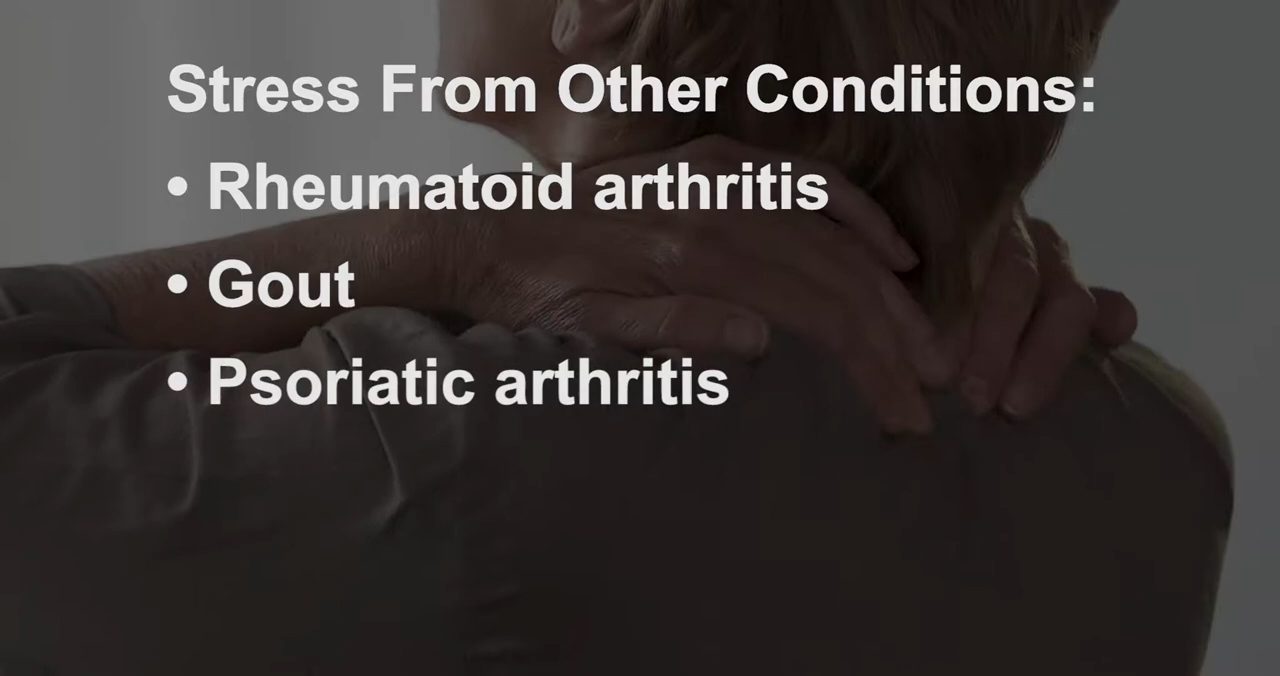 Stress From Other Conditions:
• Rheumatoid arthritis
• Gout
• Psoriatic arthritis